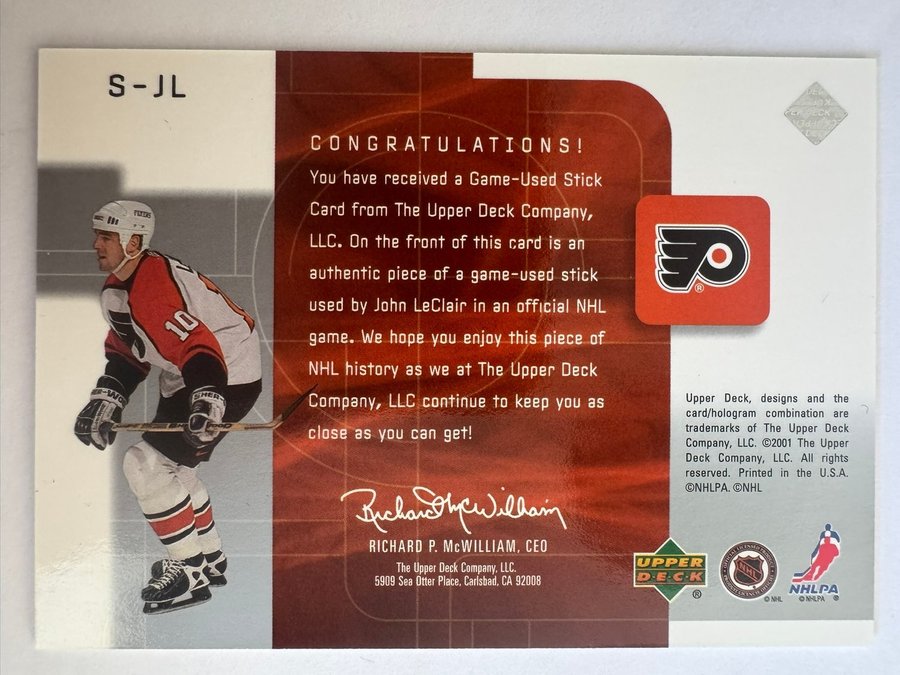 S-JL
CONGRATULATIONS!
You have received a Game-Used Stick
Card from The Upper Deck Company,
LLC. On the front of this card is an
authentic piece of a game-used stick
used by John LeClair in an official NHL
game. We hope you enjoy this piece of
NHL history as we at The Upper Deck
Company, LLC continue to keep you as
close as you can get!
Richard McWilliam
RICHARD P. McWILLIAM, CEO
The Upper Deck Company, LLC.
5909 Sea Otter Place, Carlsbad, CA 92008
FLYERS
10
®
Upper Deck, designs and the
card/hologram combination are
trademarks of The Upper Deck
Company, LLC. ©2001 The Upper
Deck Company, LLC. All rights
reserved. Printed in the U.S.A.
©NHLPA. ©NHL
UPPER
DECK
®
NHL
© NHL
NHLPA
© NHLPA ®